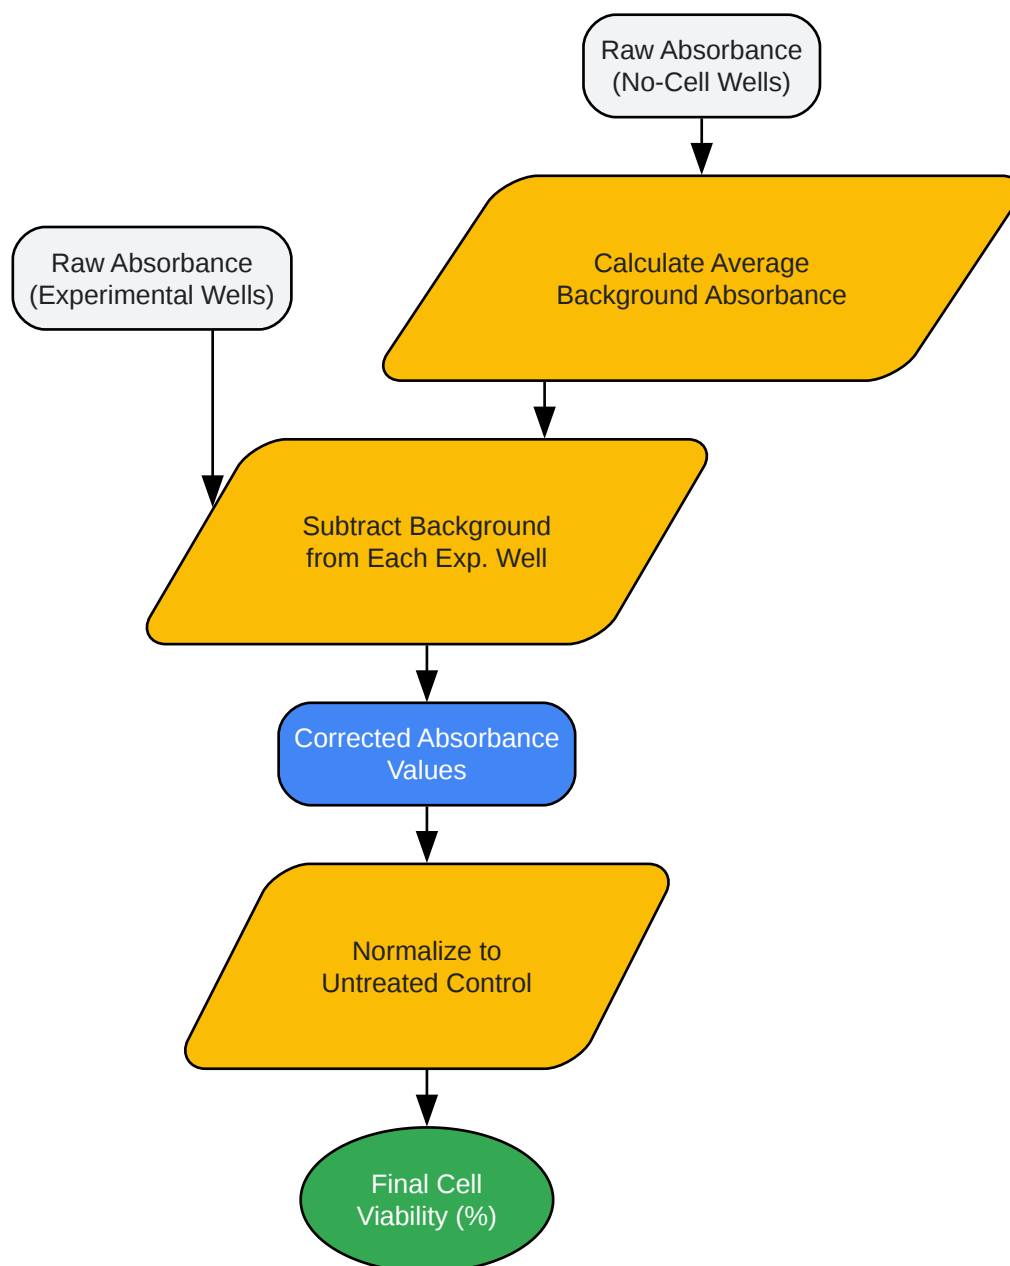 Raw Absorbance
(No-Cell Wells)
Calculate Average
Background Absorbance
Raw Absorbance
(Experimental Wells)
Subtract Background
from Each Exp. Well
Corrected Absorbance
Values
Normalize to
Untreated Control
Final Cell
Viability (%)